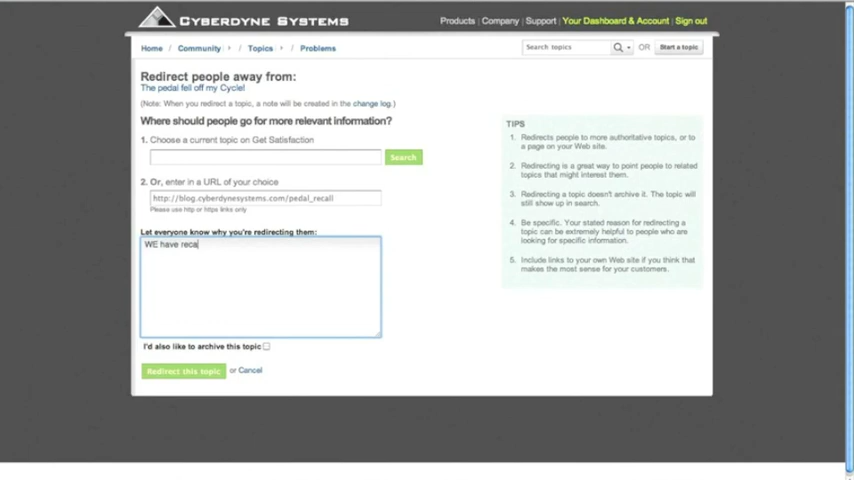 CYBERDYNE SYSTEMS
Products | Company | Support | Your Dashboard & Account | Sign out
Home Community Topics Problems
Search topics OR Start a topic
Redirect people away from:
The pedal fell off my Cycle!
(Note: When you redirect a topic, a note will be created in the change log.)
Where should people go for more relevant information?
1. Choose a current topic on Get Satisfaction
Search
2. Or, enter in a URL of your choice
http://blog.cyberdynesystems.com/pedal_recall
Please use http or https links only
Let everyone know why you're redirecting them:
WE have reca
I'd also like to archive this topic
Redirect this topic or Cancel
TIPS
1. Redirects people to more authoritative topics, or to
a page on your Web site.
2. Redirecting is a great way to point people to related
topics that might interest them.
3. Redirecting a topic doesn't archive it. The topic will
still show up in search.
4. Be specific. Your stated reason for redirecting a
topic can be extremely helpful to people who are
looking for specific information.
5. Include links to your own Web site if you think that
makes the most sense for your customers.